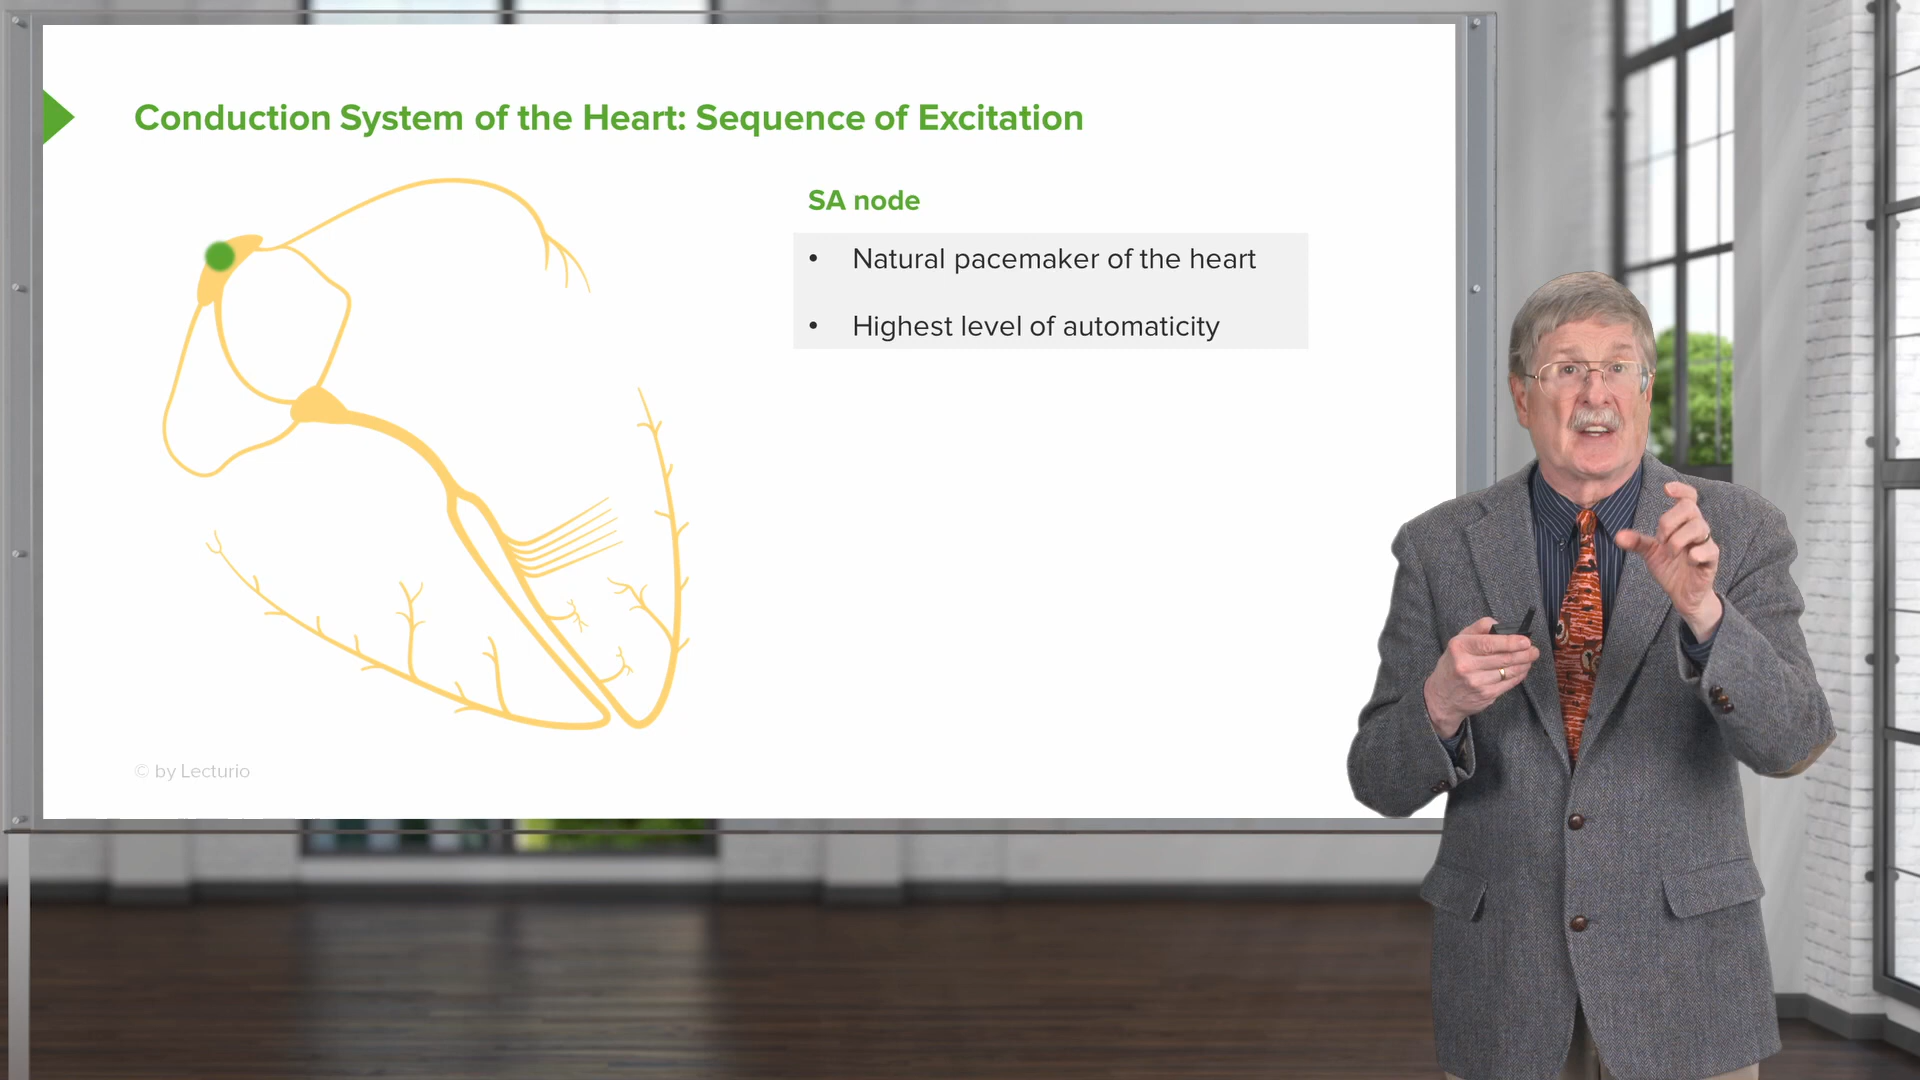 Conduction System of the Heart: Sequence of Excitation
SA node
• Natural pacemaker of the heart
• Highest level of automaticity
© by Lecturio